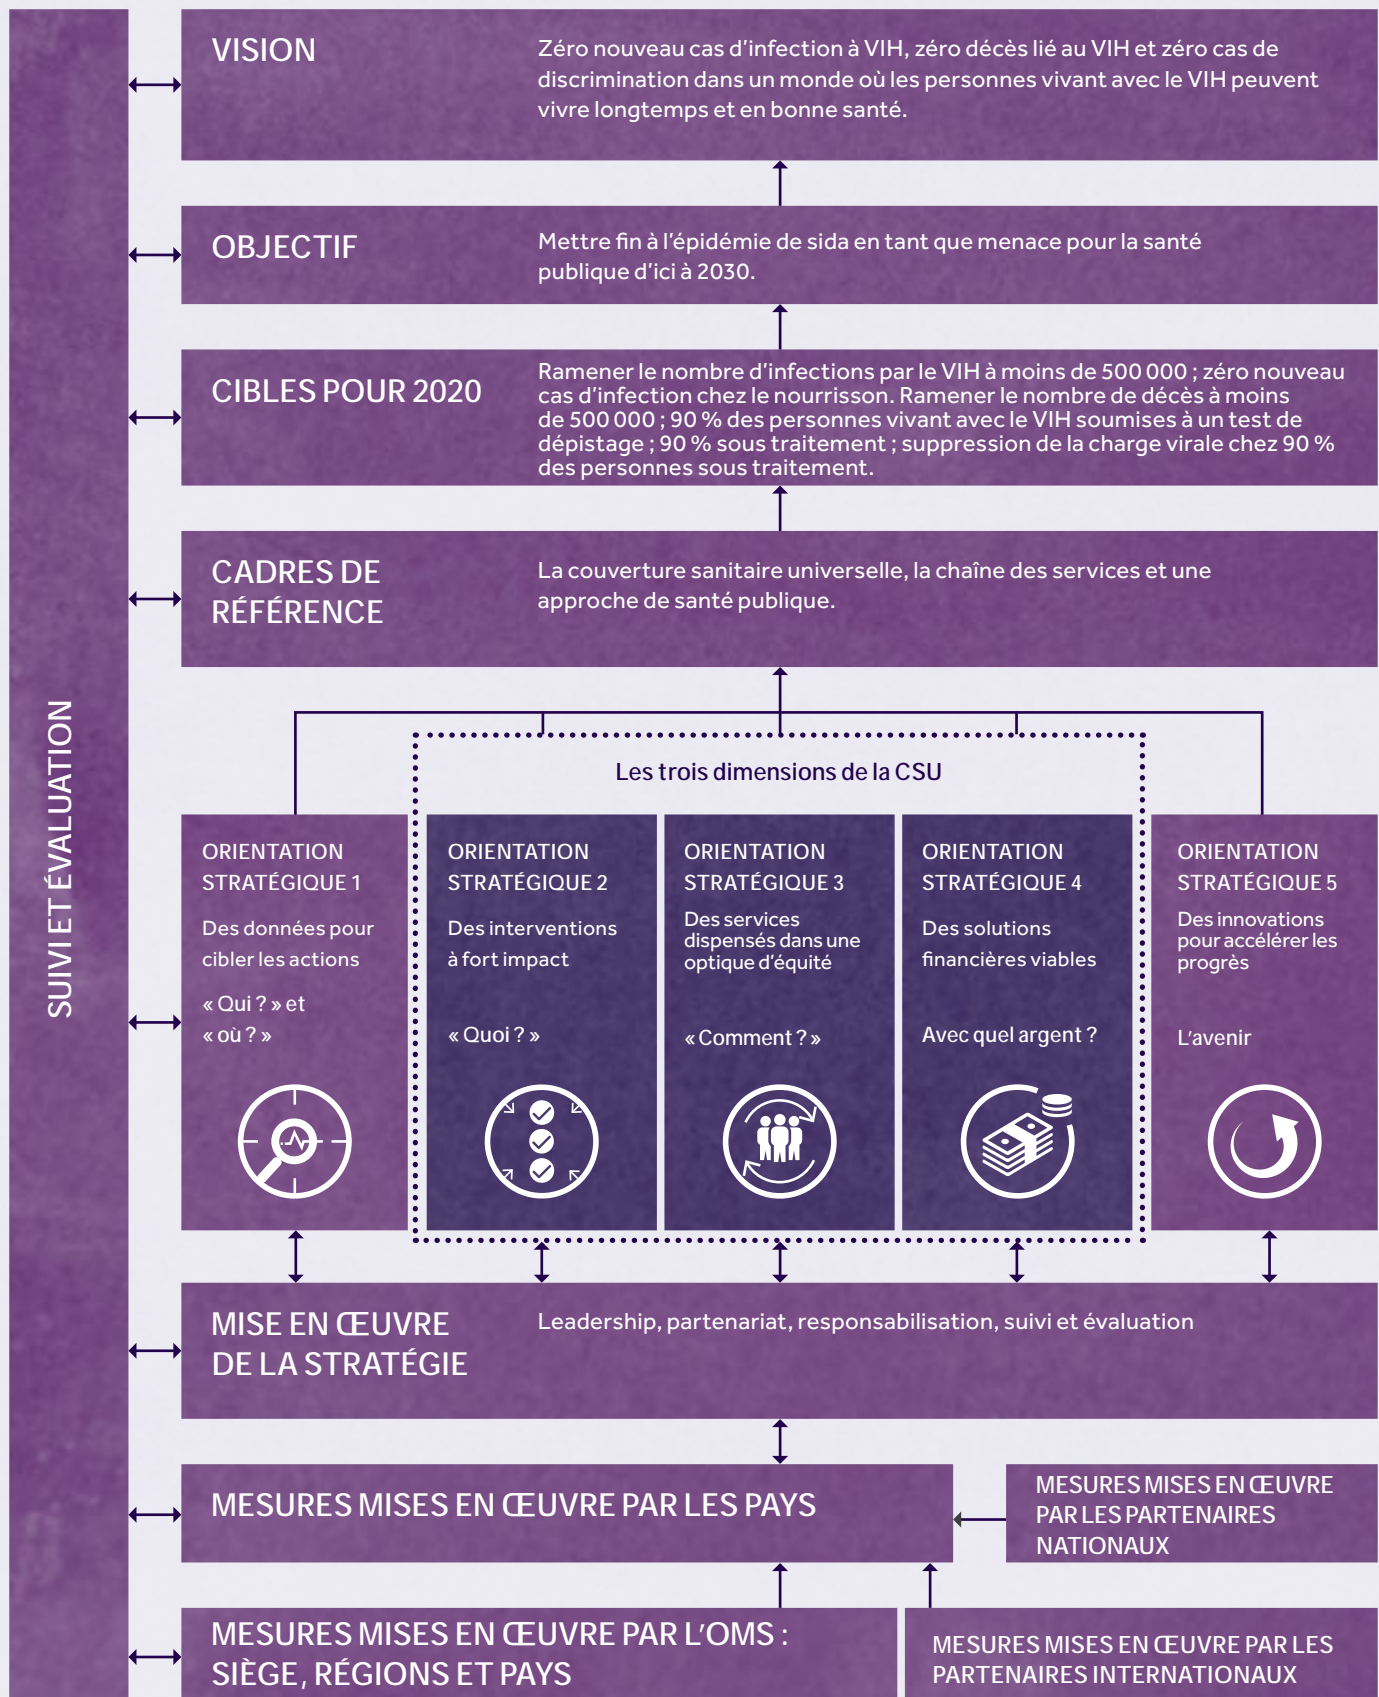 VISION
Zéro nouveau cas d'infection à VIH, zéro décès lié au VIH et zéro cas de
discrimination dans un monde où les personnes vivant avec le VIH peuvent
vivre longtemps et en bonne santé.
OBJECTIF
Mettre fin à l'épidémie de sida en tant que menace pour la santé
publique d'ici à 2030.
CIBLES POUR 2020
Ramener le nombre d'infections par le VIH à moins de 500 000 ; zéro nouveau
cas d'infection chez le nourrisson. Ramener le nombre de décès à moins
de 500 000 ; 90 % des personnes vivant avec le VIH soumises à un test de
dépistage ; 90 % sous traitement ; suppression de la charge virale chez 90 %
des personnes sous traitement.
CADRES DE
RÉFÉRENCE
La couverture sanitaire universelle, la chaîne des services et une
approche de santé publique.
SUIVI ET ÉVALUATION
Les trois dimensions de la CSU
ORIENTATION
STRATÉGIQUE 1
Des données pour
cibler les actions
« Qui ? » et
« où ? »
ORIENTATION
STRATÉGIQUE 2
Des interventions
à fort impact
« Quoi ? »
ORIENTATION
STRATÉGIQUE 3
Des services
dispensés dans une
optique d'équité
« Comment ? »
ORIENTATION
STRATÉGIQUE 4
Des solutions
financières viables
Avec quel argent ?
ORIENTATION
STRATÉGIQUE 5
Des innovations
pour accélérer les
progrès
L'avenir
MISE EN ŒUVRE
DE LA STRATÉGIE
Leadership, partenariat, responsabilisation, suivi et évaluation
MESURES MISES EN ŒUVRE PAR LES PAYS
MESURES MISES EN ŒUVRE
PAR LES PARTENAIRES
NATIONAUX
MESURES MISES EN ŒUVRE PAR L'OMS :
SIÈGE, RÉGIONS ET PAYS
MESURES MISES EN ŒUVRE PAR LES
PARTENAIRES INTERNATIONAUX